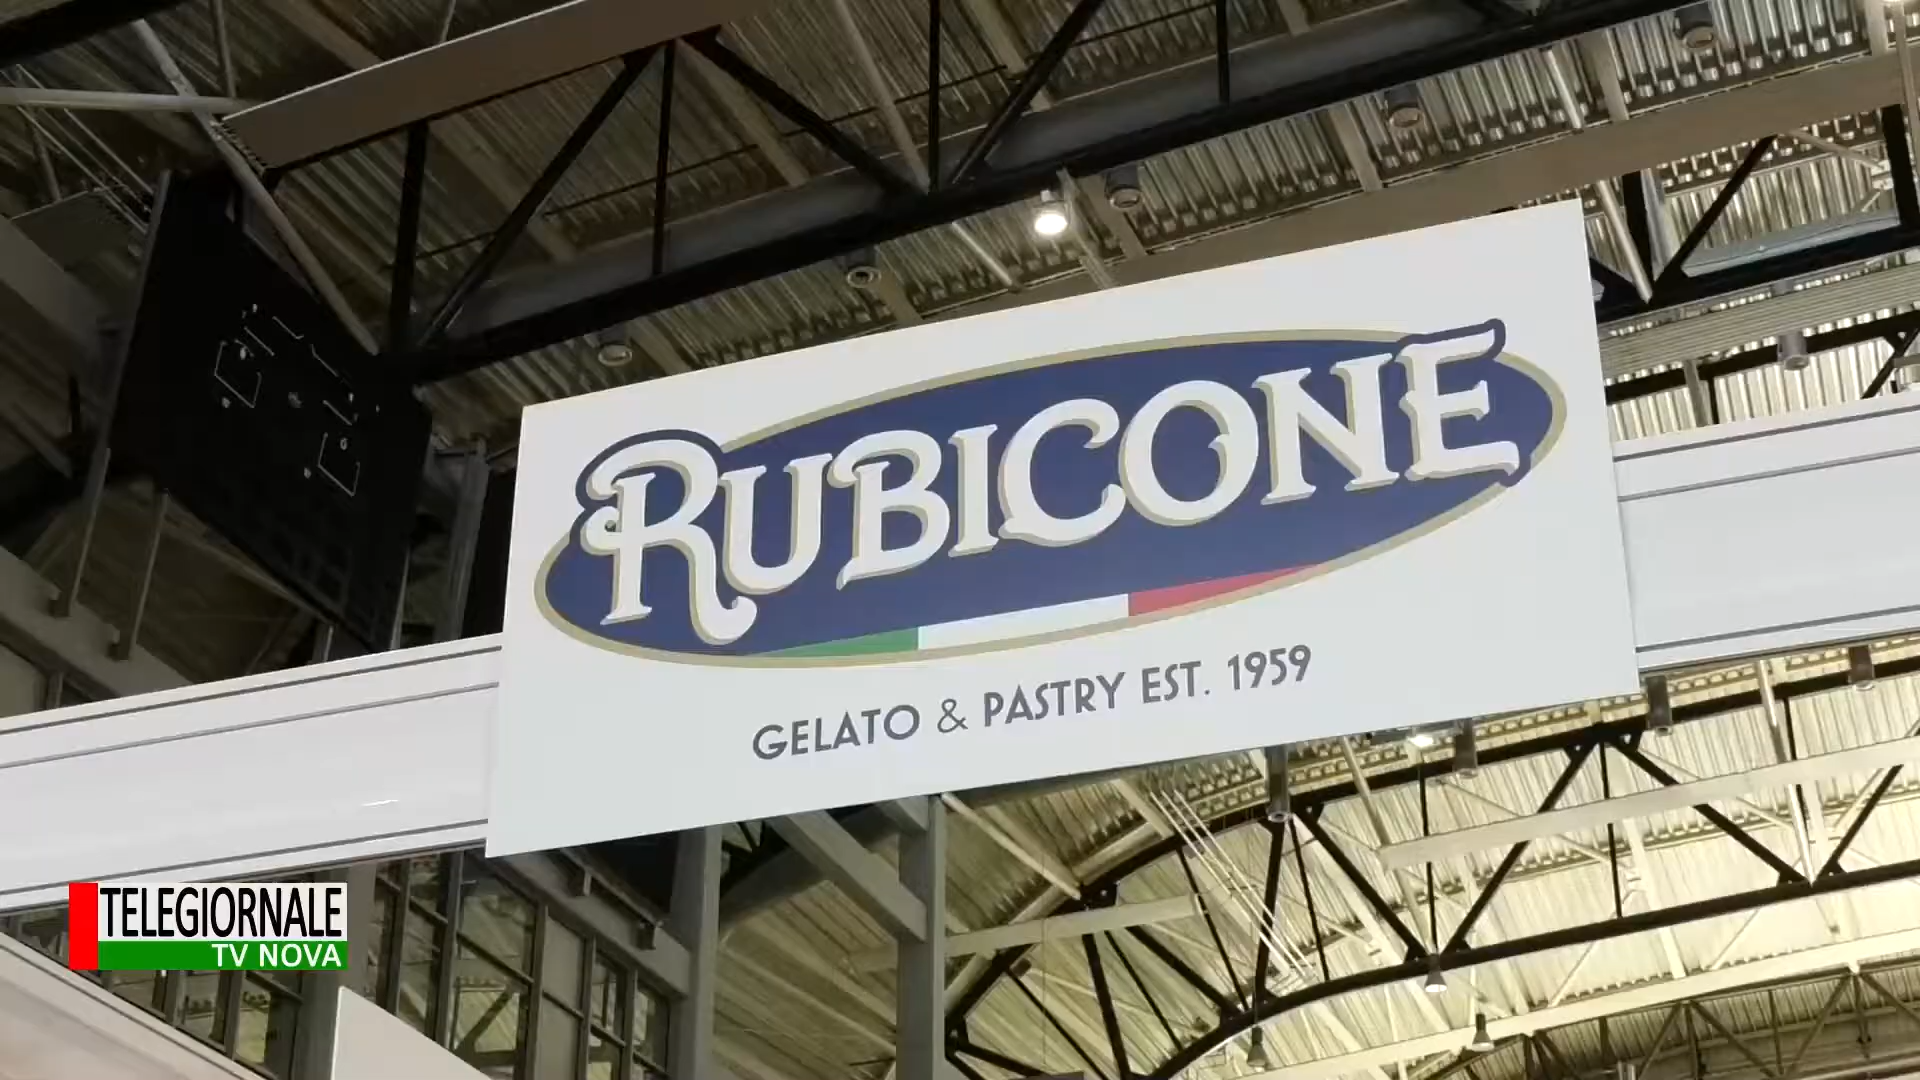 RUBICONE
GELATO & PASTRY EST. 1959
TELEGIORNALE
TV NOVA